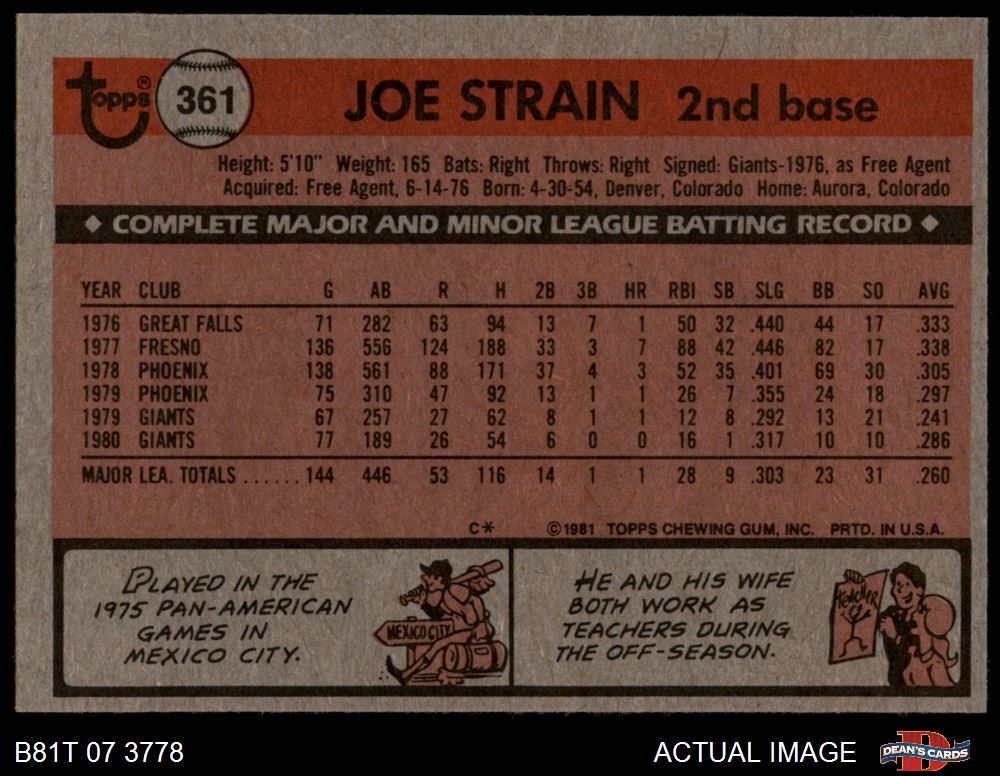 topps® 361 JOE STRAIN 2nd base
Height: 5'10" Weight: 165 Bats: Right Throws: Right Signed: Giants-1976, as Free Agent
Acquired: Free Agent, 6-14-76 Born: 4-30-54, Denver, Colorado Home: Aurora, Colorado
◆ COMPLETE MAJOR AND MINOR LEAGUE BATTING RECORD ◆
YEAR CLUB G AB R H 2B 3B HR RBI SB SLG BB SO AVG
1976 GREAT FALLS 71 282 63 94 13 7 1 50 32 .440 44 17 .333
1977 FRESNO 136 556 124 188 33 3 7 88 42 .446 82 17 .338
1978 PHOENIX 138 561 88 171 37 4 3 52 35 .401 69 30 .305
1979 PHOENIX 75 310 47 92 13 1 1 26 7 .355 24 18 .297
1979 GIANTS 67 257 27 62 8 1 1 12 8 .292 13 21 .241
1980 GIANTS 77 189 26 54 6 0 0 16 1 .317 10 10 .286
MAJOR LEA. TOTALS ...... 144 446 53 116 14 1 1 28 9 .303 23 31 .260
C* ©1981 TOPPS CHEWING GUM, INC. PRTD. IN U.S.A.
PLAYED IN THE
1975 PAN-AMERICAN
GAMES IN
MEXICO CITY.
MEXICO CITY
HE AND HIS WIFE
BOTH WORK AS
TEACHERS DURING
THE OFF-SEASON.
teacher
B81T 07 3778 ACTUAL IMAGE DEAN'S CARDS